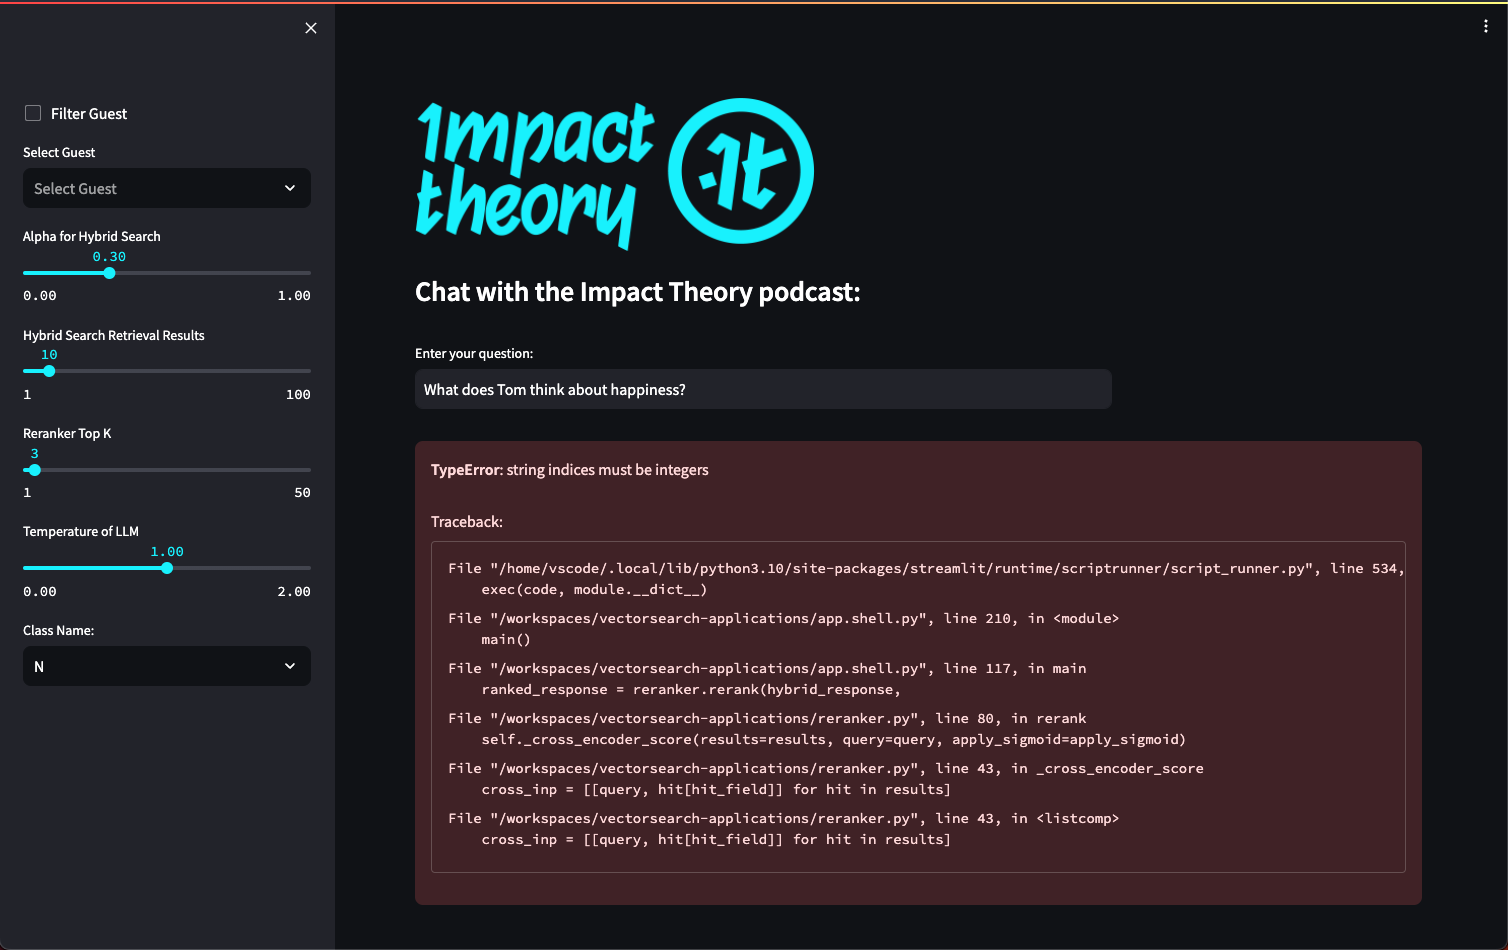 Filter Guest
Select Guest
Select Guest
Alpha for Hybrid Search
0.30
0.00 1.00
Hybrid Search Retrieval Results
10
1 100
Reranker Top K
3
1 50
Temperature of LLM
1.00
0.00 2.00
Class Name:
N
1mpact
theory
1t
Chat with the Impact Theory podcast:
Enter your question:
What does Tom think about happiness?
TypeError: string indices must be integers
Traceback:
File "/home/vscode/.local/lib/python3.10/site-packages/streamlit/runtime/scriptrunner/script_runner.py", line 534,
exec(code, module.__dict__)
File "/workspaces/vectorsearch-applications/app.shell.py", line 210, in <module>
main()
File "/workspaces/vectorsearch-applications/app.shell.py", line 117, in main
ranked_response = reranker.rerank(hybrid_response,
File "/workspaces/vectorsearch-applications/reranker.py", line 80, in rerank
self._cross_encoder_score(results=results, query=query, apply_sigmoid=apply_sigmoid)
File "/workspaces/vectorsearch-applications/reranker.py", line 43, in _cross_encoder_score
cross_inp = [[query, hit[hit_field]] for hit in results]
File "/workspaces/vectorsearch-applications/reranker.py", line 43, in <listcomp>
cross_inp = [[query, hit[hit_field]] for hit in results]